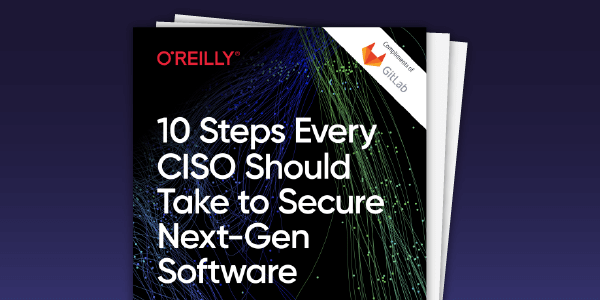 O'REILLY®
Compliments of
GitLab
10 Steps Every
CISO Should
Take to Secure
Next-Gen
Software